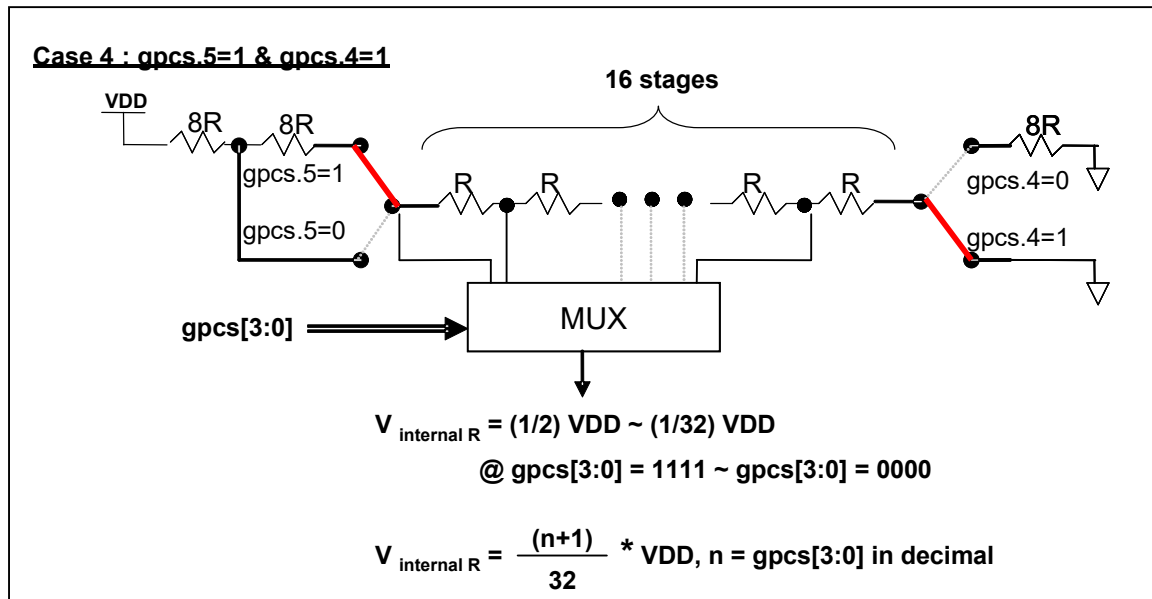 Case 4 : gpcs.5=1 & gpcs.4=1
16 stages
VDD
8R
8R
8R
gpcs.5=1
gpcs.4=0
R
R
R
R
gpcs.5=0
gpcs.4=1
gpcs[3:0]
MUX
V internal R = (1/2) VDD ~ (1/32) VDD
@ gpcs[3:0] = 1111 ~ gpcs[3:0] = 0000
V internal R = (n+1) / 32 * VDD, n = gpcs[3:0] in decimal